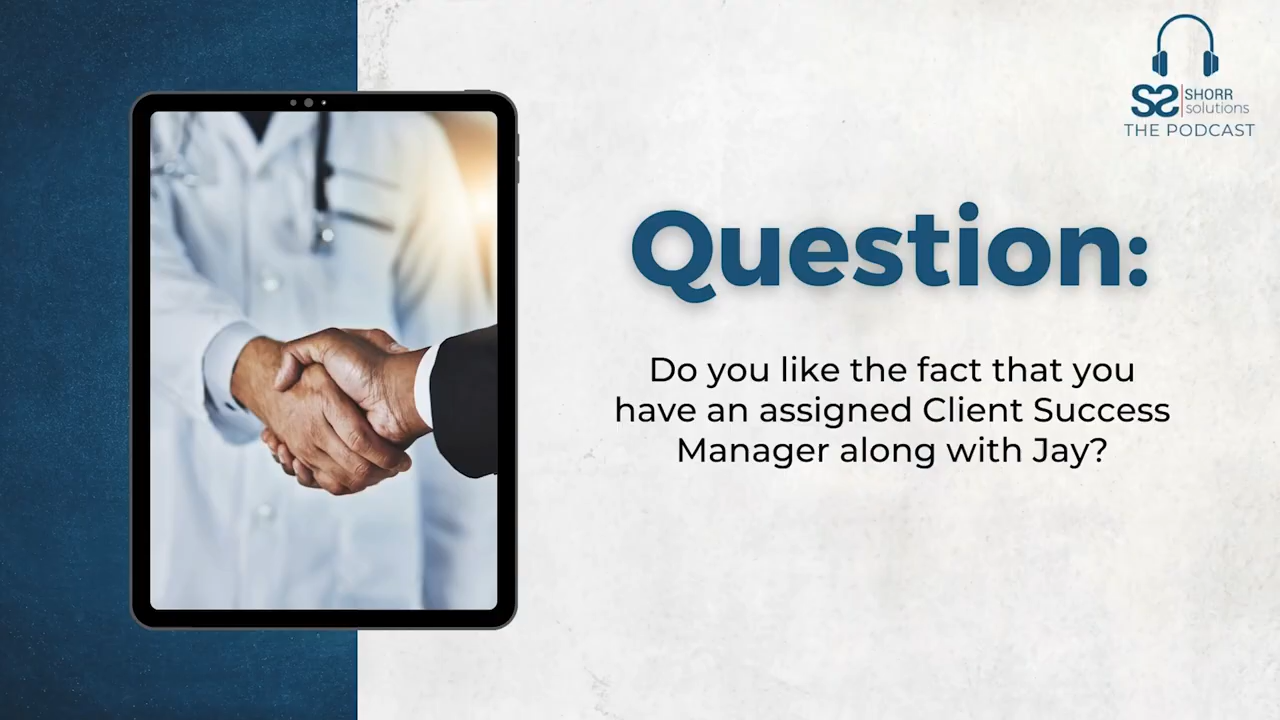 SS SHORR
solutions
THE PODCAST
Question:
Do you like the fact that you
have an assigned Client Success
Manager along with Jay?